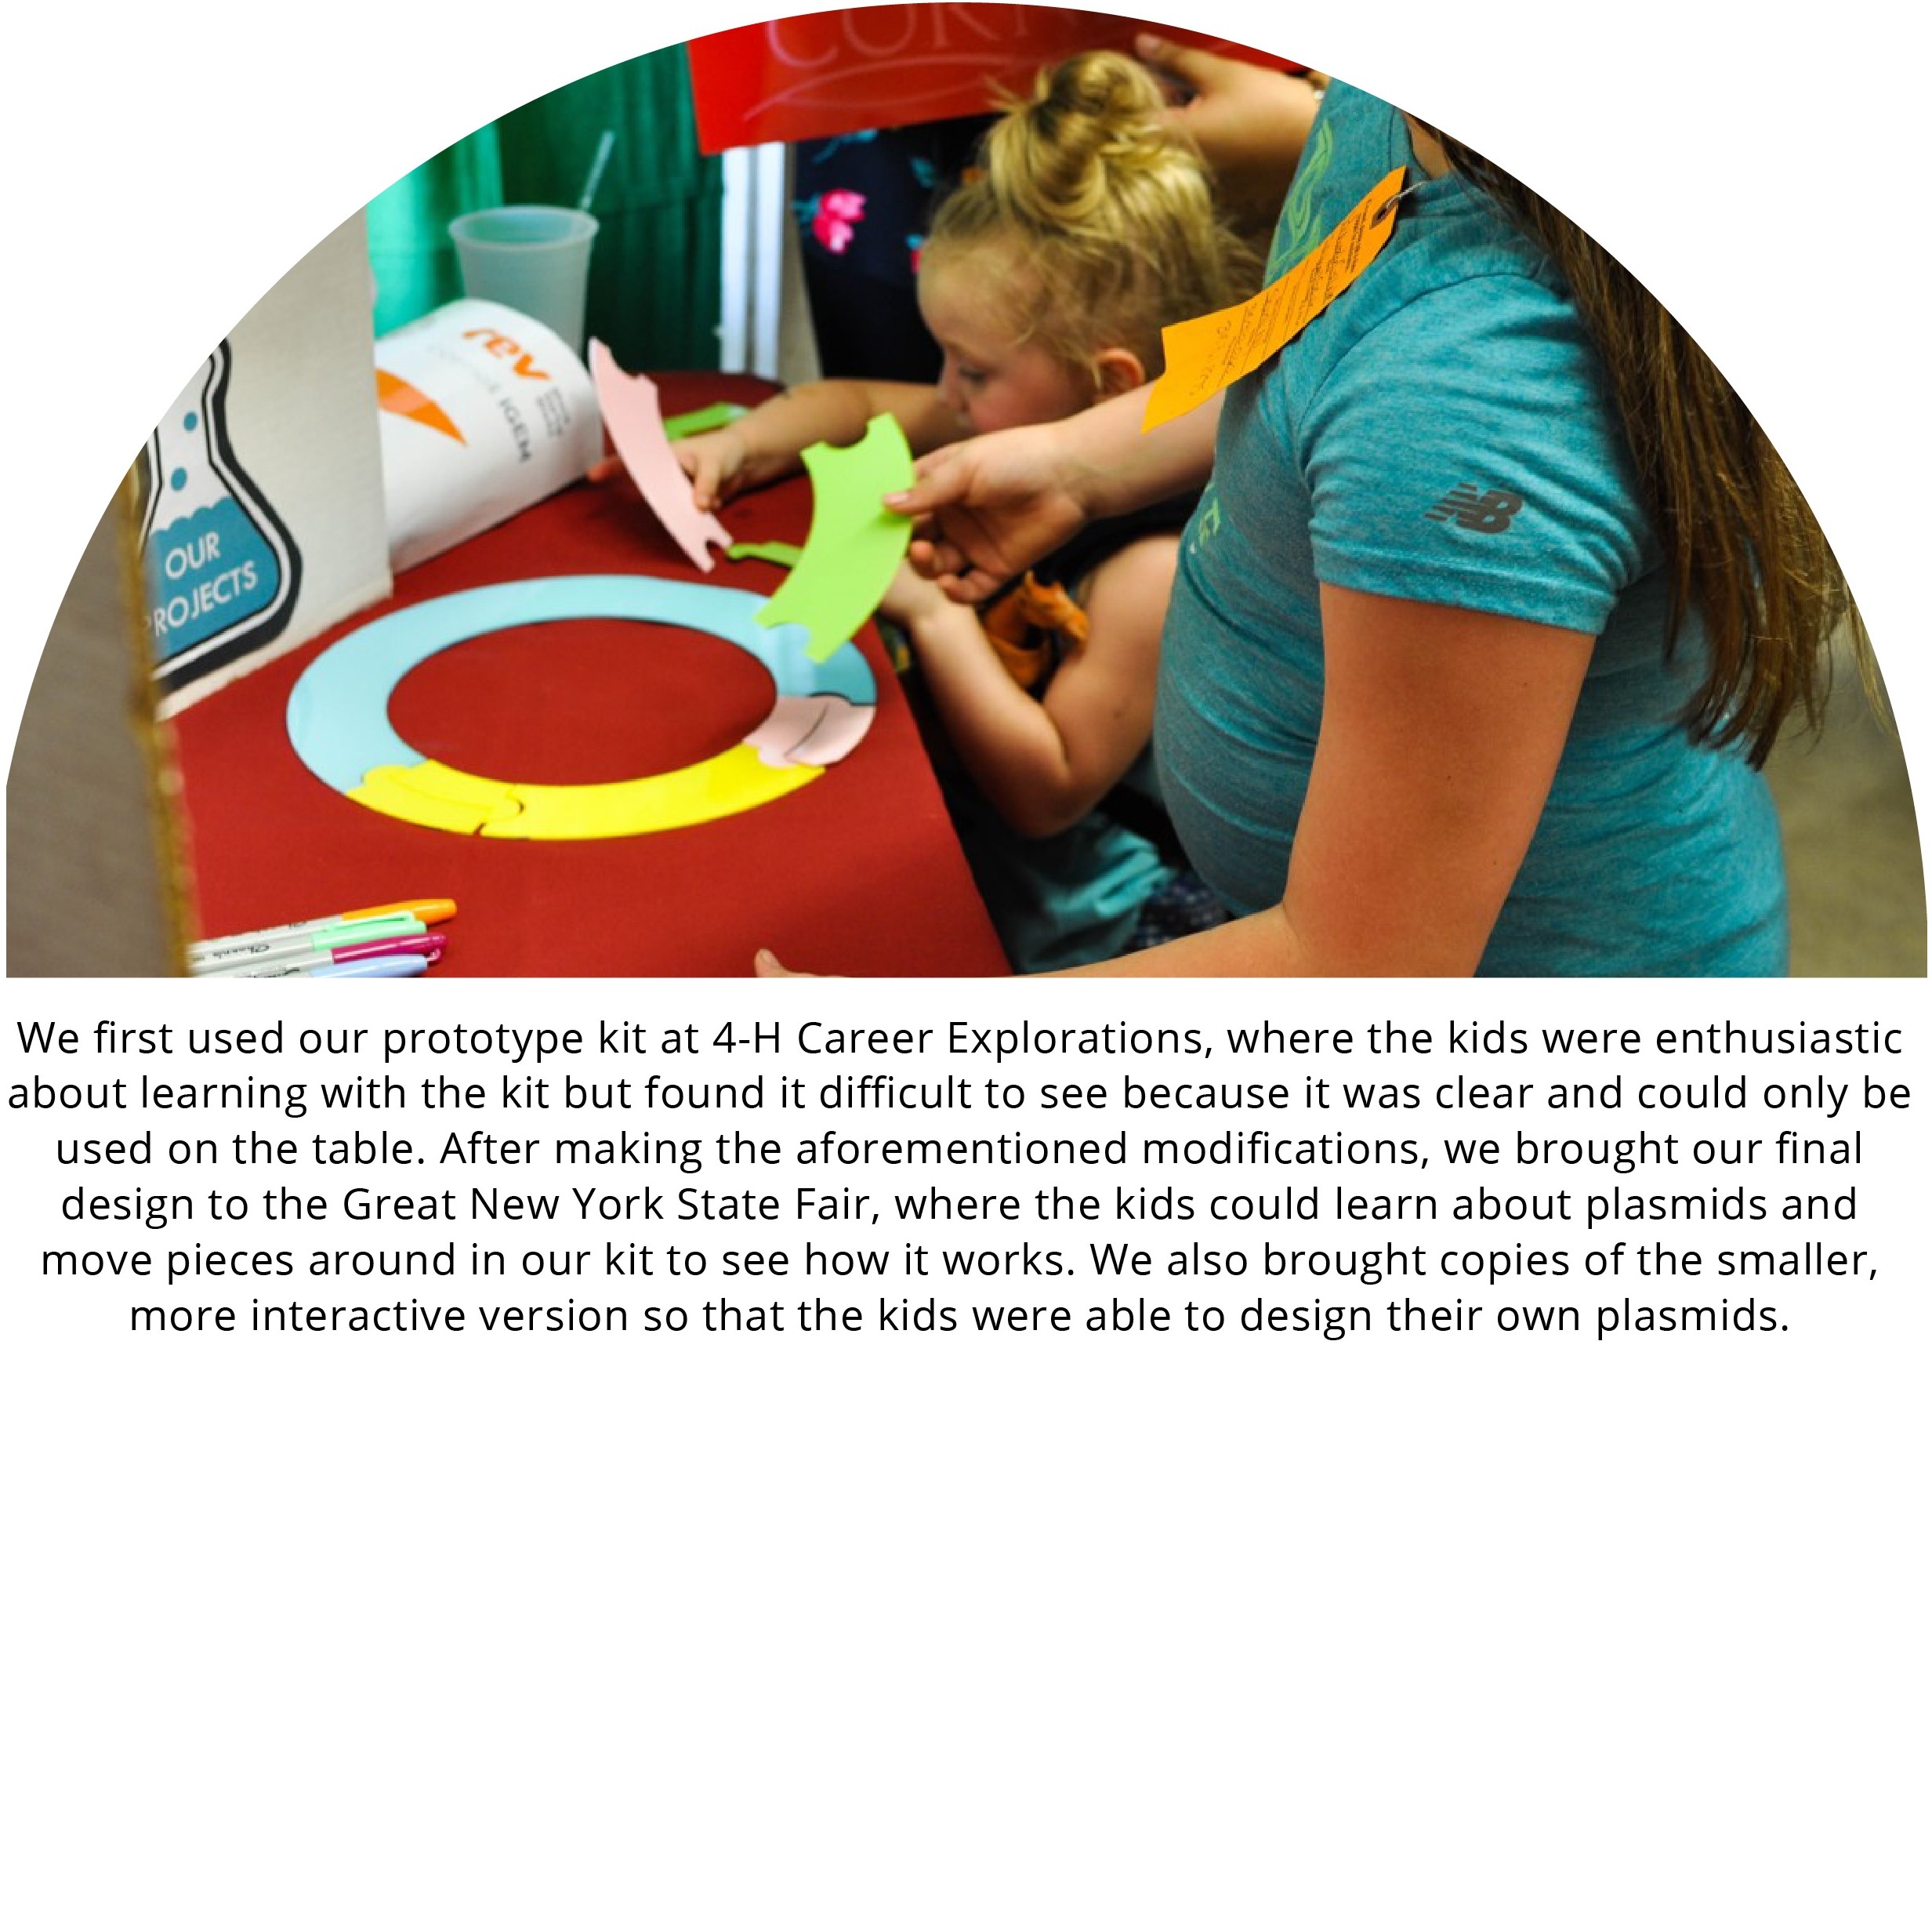 rev
IGEM
OUR
PROJECTS
NB
We first used our prototype kit at 4-H Career Explorations, where the kids were enthusiastic
about learning with the kit but found it difficult to see because it was clear and could only be
used on the table. After making the aforementioned modifications, we brought our final
design to the Great New York State Fair, where the kids could learn about plasmids and
move pieces around in our kit to see how it works. We also brought copies of the smaller,
more interactive version so that the kids were able to design their own plasmids.